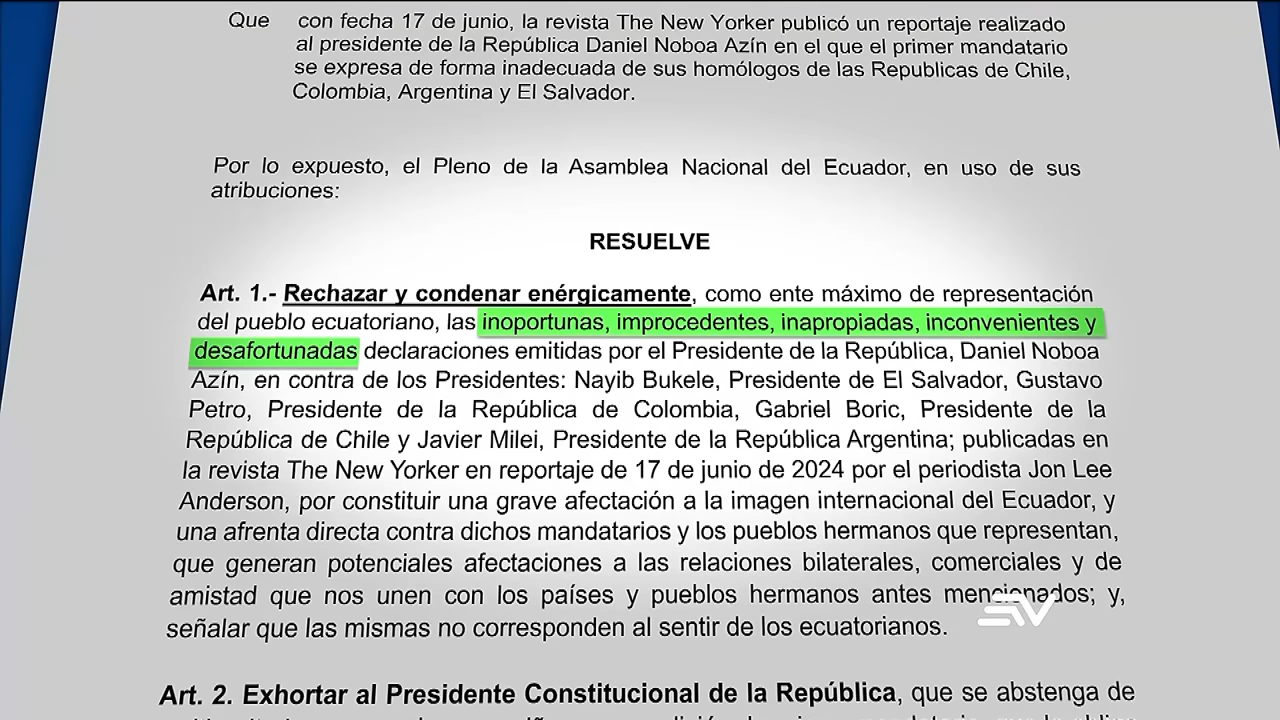 Que con fecha 17 de junio, la revista The New Yorker publicó un reportaje realizado
al presidente de la República Daniel Noboa Azín en el que el primer mandatario
se expresa de forma inadecuada de sus homólogos de las Republicas de Chile,
Colombia, Argentina y El Salvador.
Por lo expuesto, el Pleno de la Asamblea Nacional del Ecuador, en uso de sus
atribuciones:
RESUELVE
Art. 1.- Rechazar y condenar enérgicamente, como ente máximo de representación
del pueblo ecuatoriano, las inoportunas, improcedentes, inapropiadas, inconvenientes y
desafortunadas declaraciones emitidas por el Presidente de la República, Daniel Noboa
Azín, en contra de los Presidentes: Nayib Bukele, Presidente de El Salvador, Gustavo
Petro, Presidente de la República de Colombia, Gabriel Boric, Presidente de la
República de Chile y Javier Milei, Presidente de la República Argentina; publicadas en
la revista The New Yorker en reportaje de 17 de junio de 2024 por el periodista Jon Lee
Anderson, por constituir una grave afectación a la imagen internacional del Ecuador, y
una afrenta directa contra dichos mandatarios y los pueblos hermanos que representan,
que generan potenciales afectaciones a las relaciones bilaterales, comerciales y de
amistad que nos unen con los países y pueblos hermanos antes mencionados; y,
señalar que las mismas no corresponden al sentir de los ecuatorianos.
Art. 2. Exhortar al Presidente Constitucional de la República, que se abstenga de